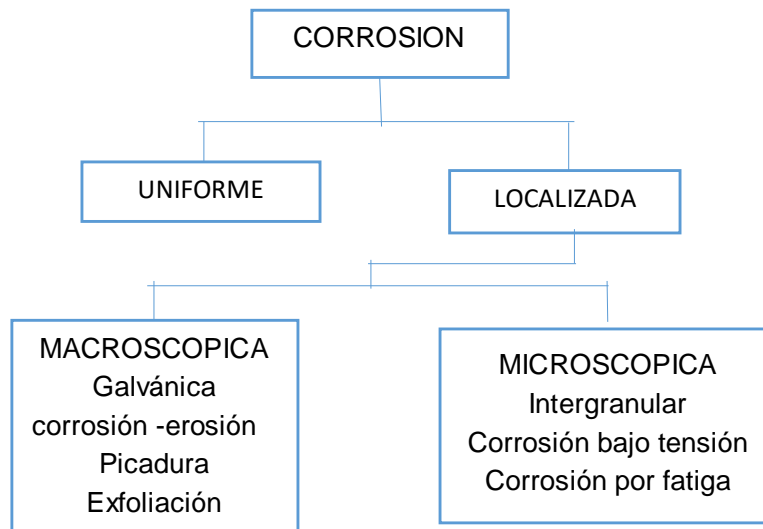 CORROSION
UNIFORME
LOCALIZADA
MACROSCOPICA
Galvánica
corrosión -erosión
Picadura
Exfoliación
MICROSCOPICA
Intergranular
Corrosión bajo tensión
Corrosión por fatiga